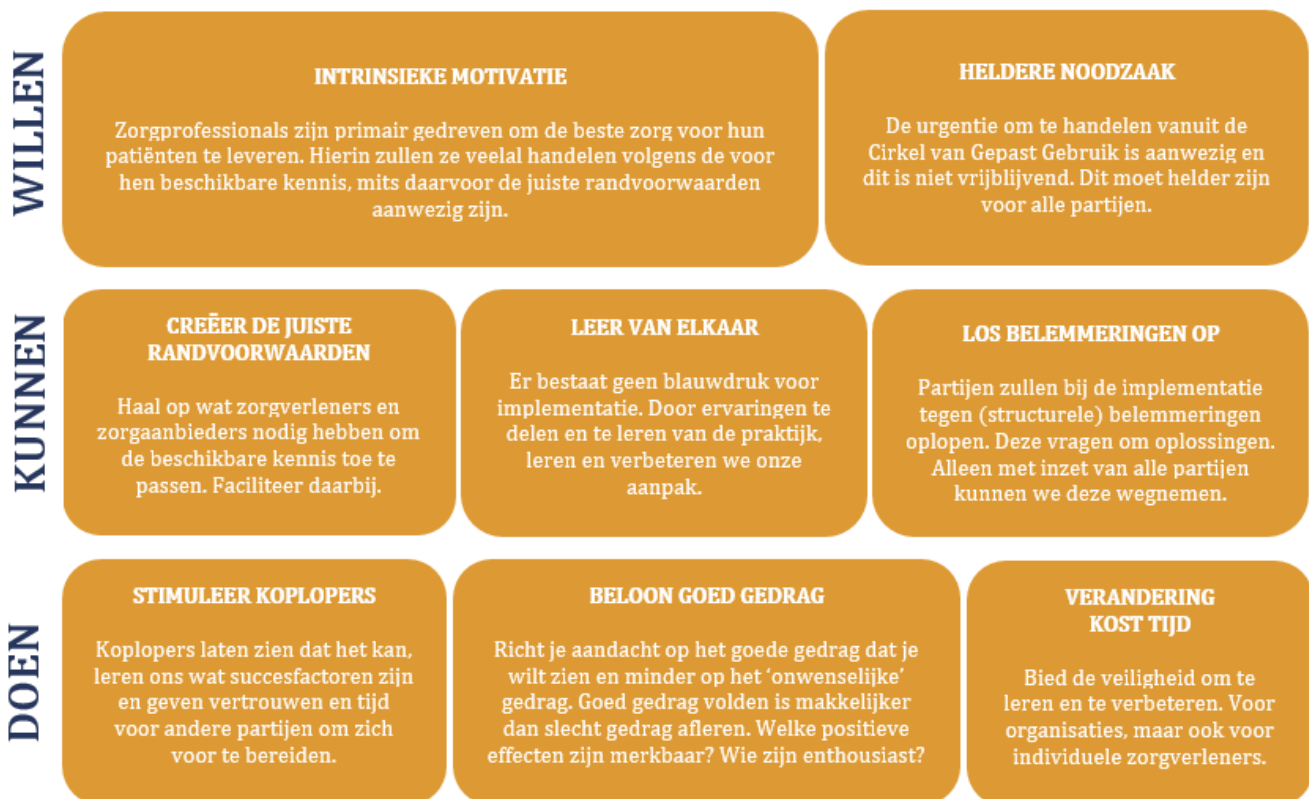 WILLEN
INTRINSIEKE MOTIVATIE
Zorgprofessionals zijn primair gedreven om de beste zorg voor hun
patiënten te leveren. Hierin zullen ze veelal handelen volgens de voor
hen beschikbare kennis, mits daarvoor de juiste randvoorwaarden
aanwezig zijn.
HELDERE NOODZAAK
De urgentie om te handelen vanuit de
Cirkel van Gepast Gebruik is aanwezig en
dit is niet vrijblijvend. Dit moet helder zijn
voor alle partijen.
KUNNEN
CREËER DE JUISTE
RANDVOORWAARDEN
Haal op wat zorgverleners en
zorgaanbieders nodig hebben om
de beschikbare kennis toe te
passen. Faciliteer daarbij.
LEER VAN ELKAAR
Er bestaat geen blauwdruk voor
implementatie. Door ervaringen te
delen en te leren van de praktijk,
leren en verbeteren we onze
aanpak.
LOS BELEMMERINGEN OP
Partijen zullen bij de implementatie
tegen (structurele) belemmeringen
oplopen. Deze vragen om oplossingen.
Alleen met inzet van alle partijen
kunnen we deze wegnemen.
DOEN
STIMULEER KOPLOPERS
Koplopers laten zien dat het kan,
leren ons wat succesfactoren zijn
en geven vertrouwen en tijd
voor andere partijen om zich
voor te bereiden.
BELOON GOED GEDRAG
Richt je aandacht op het goede gedrag dat je
wilt zien en minder op het ‘onwenselijke’
gedrag. Goed gedrag volden is makkelijker
dan slecht gedrag afleren. Welke positieve
effecten zijn merkbaar? Wie zijn enthousiast?
VERANDERING
KOST TIJD
Bied de veiligheid om te
leren en te verbeteren. Voor
organisaties, maar ook voor
individuele zorgverleners.